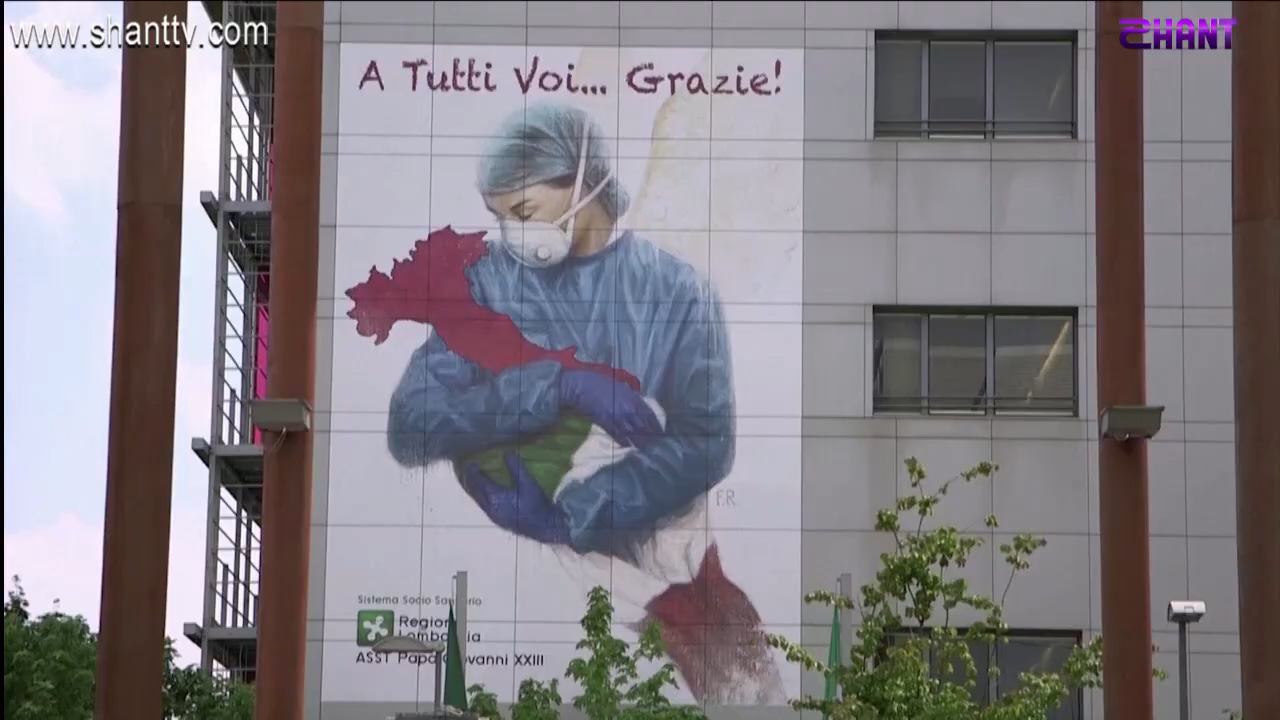 www.shanttv.com
SHANT
A Tutti Voi... Grazie!
F.R.
Sistema Socio Sanitario
Regione
Lombardia
ASST Papa Giovanni XXIII